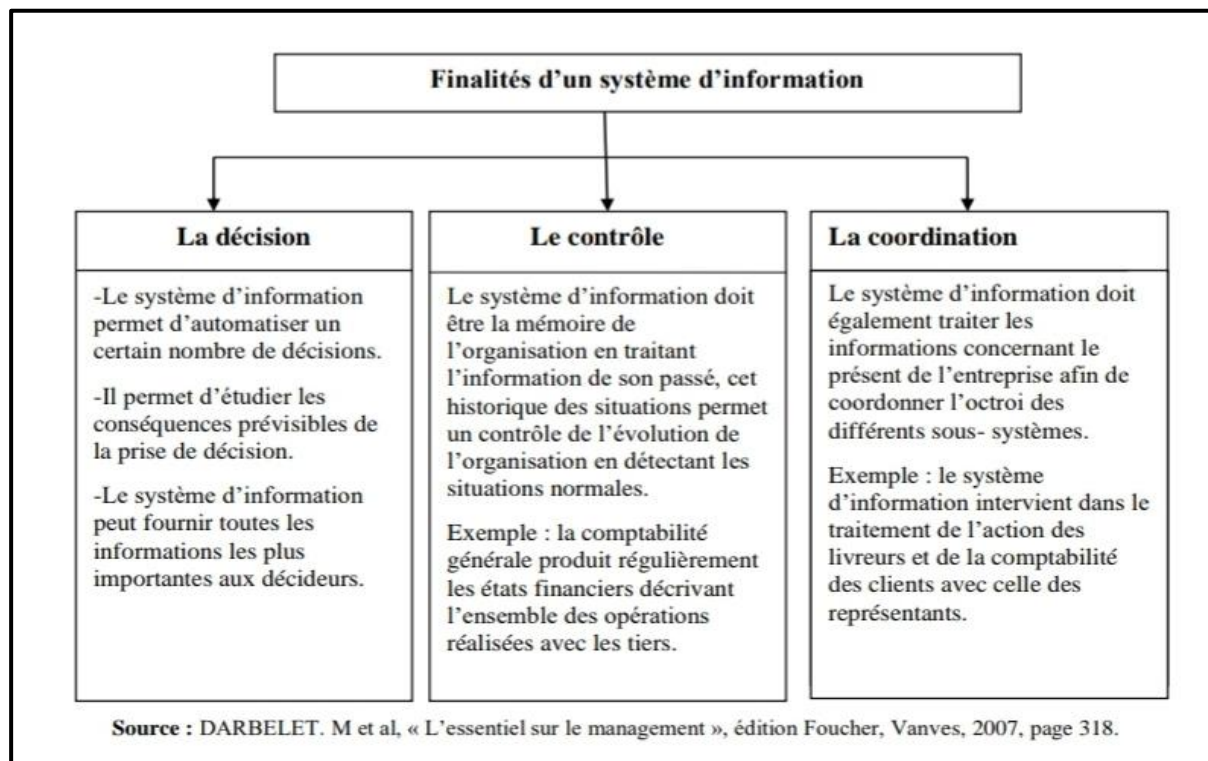 Finalités d’un système d’information
La décision
-Le système d’information
permet d’automatiser un
certain nombre de décisions.
-Il permet d’étudier les
conséquences prévisibles de
la prise de décision.
-Le système d’information
peut fournir toutes les
informations les plus
importantes aux décideurs.
Le contrôle
Le système d’information doit
être la mémoire de
l’organisation en traitant
l’information de son passé, cet
historique des situations permet
un contrôle de l’évolution de
l’organisation en détectant les
situations normales.
Exemple : la comptabilité
générale produit régulièrement
les états financiers décrivant
l’ensemble des opérations
réalisées avec les tiers.
La coordination
Le système d’information doit
également traiter les
informations concernant le
présent de l’entreprise afin de
coordonner l’octroi des
différents sous- systèmes.
Exemple : le système
d’information intervient dans le
traitement de l’action des
livreurs et de la comptabilité
des clients avec celle des
représentants.
Source : DARBELET. M et al, « L’essentiel sur le management », édition Foucher, Vanves, 2007, page 318.